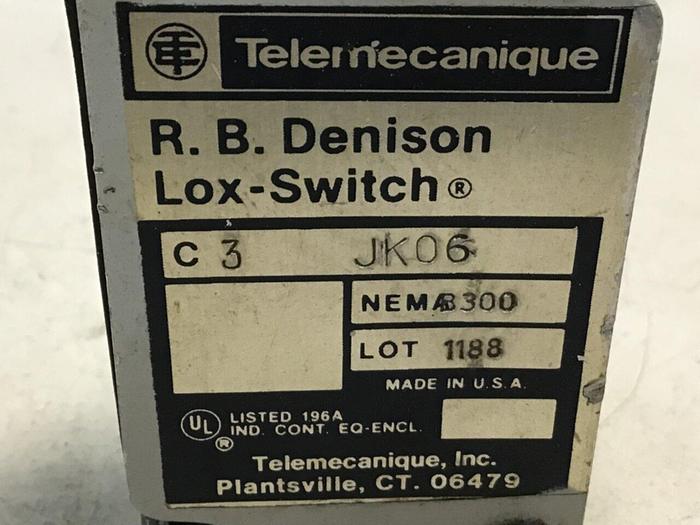 Telemecanique
R. B. Denison
Lox-Switch®
C 3 JK06
NEMA B300
LOT 1188
MADE IN U.S.A.
UL LISTED 196A
® IND. CONT. EQ-ENCL.
Telemecanique, Inc.
Plantsville, CT. 06479